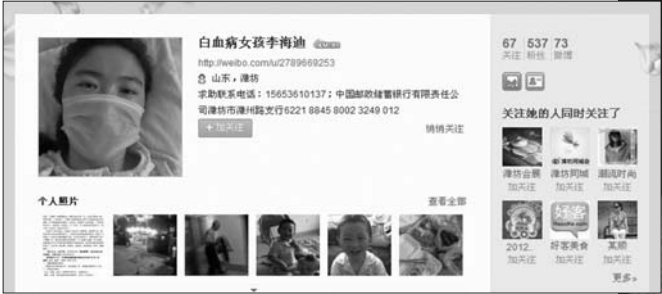 白血病女孩李海迪
http://weibo.com/u/2789669253
山东，潍坊
求助联系电话：15653610137；中国邮政储蓄银行有限责任公
司潍坊市潍州路支行6221 8845 8002 3249 012
+ 加关注
悄悄关注
个人照片
查看全部
67 537 73
关注 粉丝 微博
关注她的人同时关注了
潍坊会展 潍坊同城 潮流时尚
加关注 加关注 加关注
好客
2012.. 好客美食 某颖
加关注 加关注 加关注
更多»